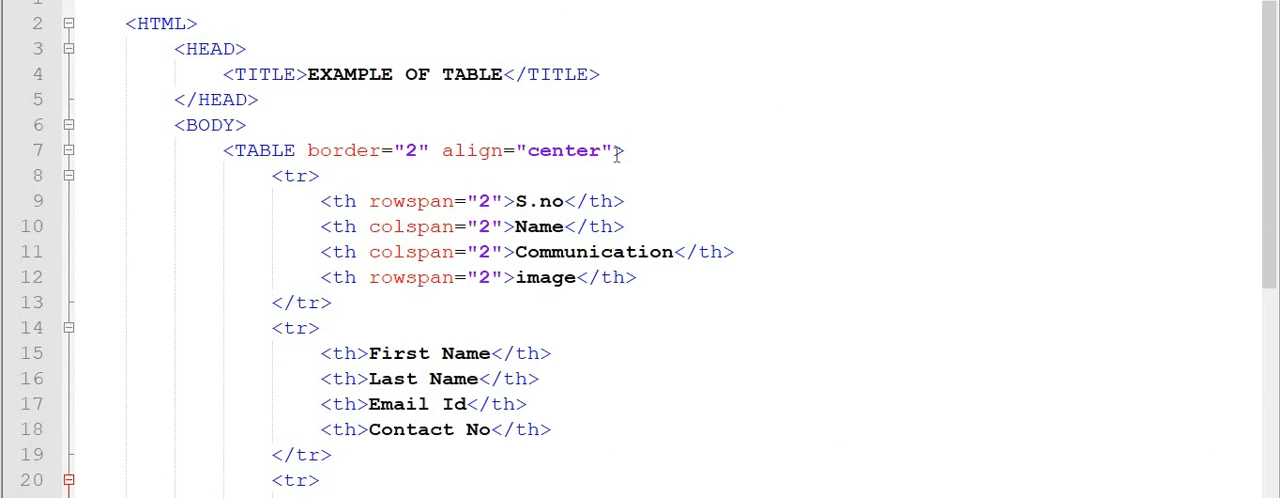 2 <HTML>
3 <HEAD>
4 <TITLE>EXAMPLE OF TABLE</TITLE>
5 </HEAD>
6 <BODY>
7 <TABLE border="2" align="center">
8 <tr>
9 <th rowspan="2">S.no</th>
10 <th colspan="2">Name</th>
11 <th colspan="2">Communication</th>
12 <th rowspan="2">image</th>
13 </tr>
14 <tr>
15 <th>First Name</th>
16 <th>Last Name</th>
17 <th>Email Id</th>
18 <th>Contact No</th>
19 </tr>
20 <tr>